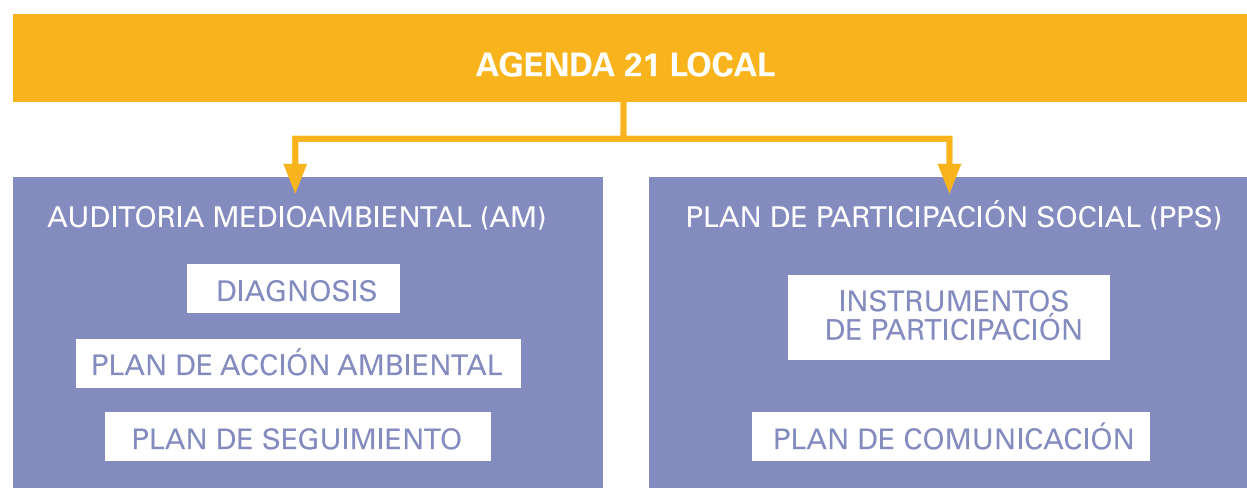 AGENDA 21 LOCAL
AUDITORIA MEDIOAMBIENTAL (AM)
DIAGNOSIS
PLAN DE ACCIÓN AMBIENTAL
PLAN DE SEGUIMIENTO
PLAN DE PARTICIPACIÓN SOCIAL (PPS)
INSTRUMENTOS
DE PARTICIPACIÓN
PLAN DE COMUNICACIÓN